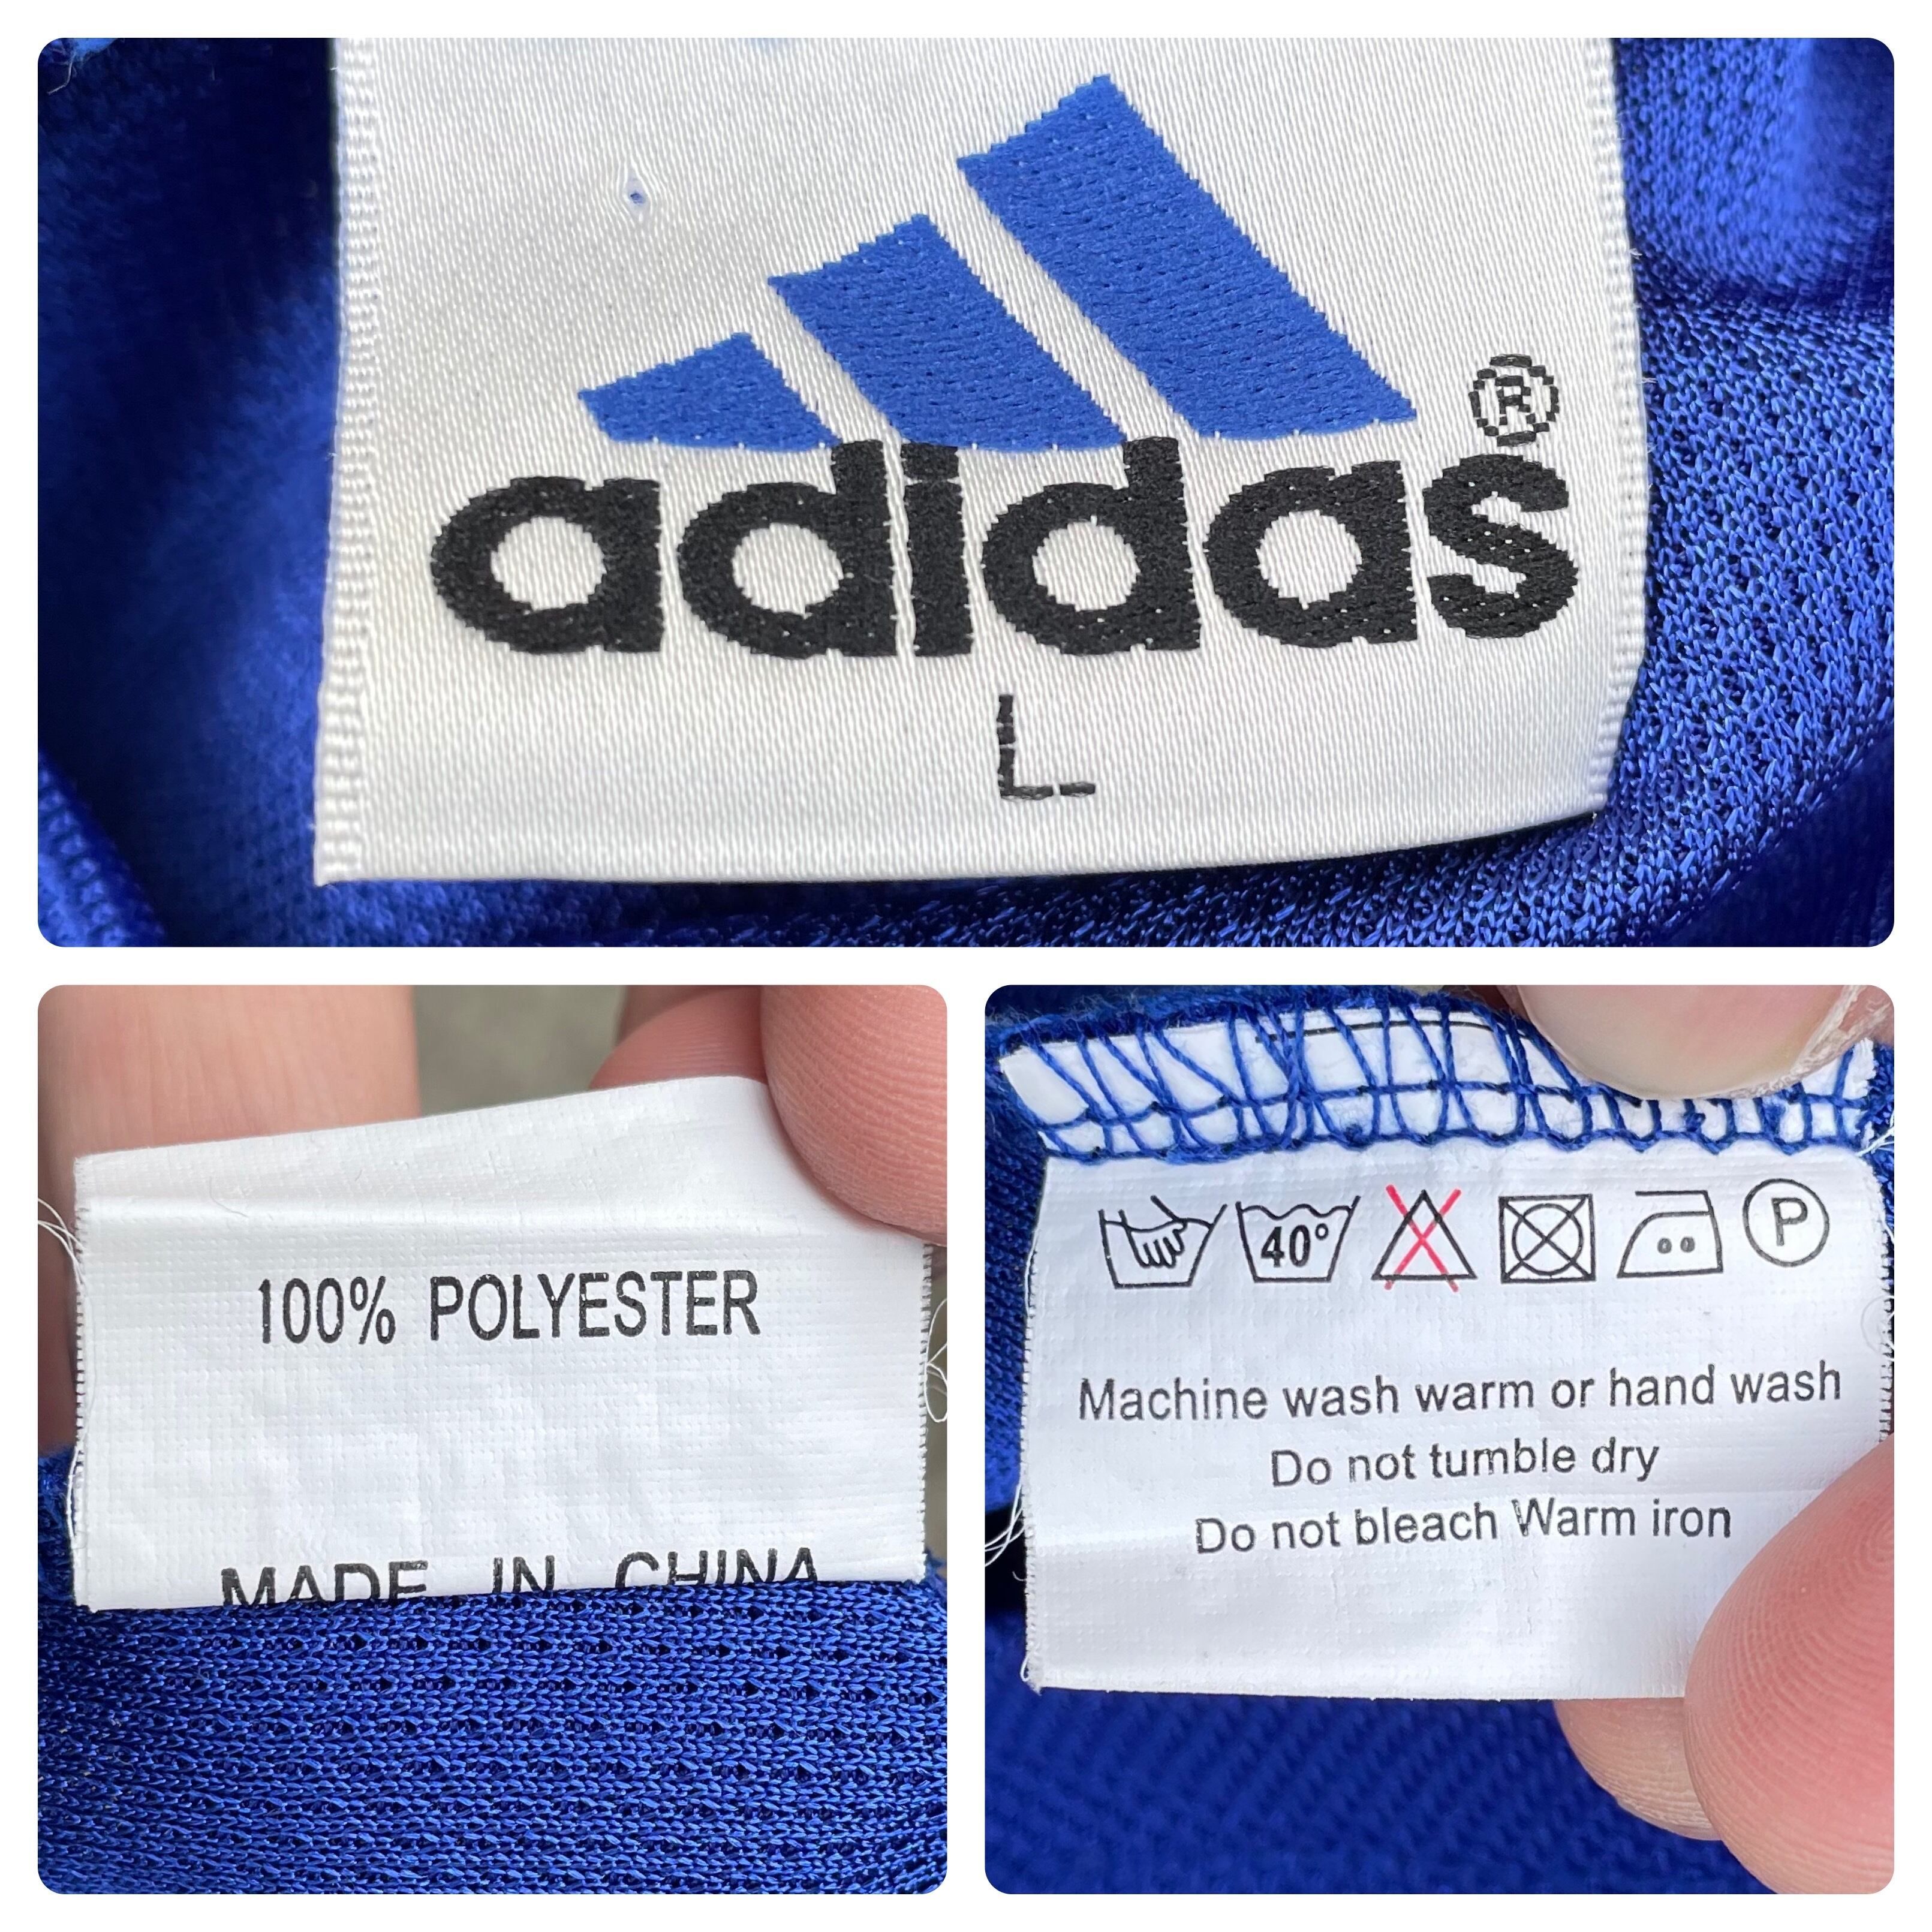 ®
adidas
L
100% POLYESTER
MADE IN CHINA
40° P
Machine wash warm or hand wash
Do not tumble dry
Do not bleach Warm iron